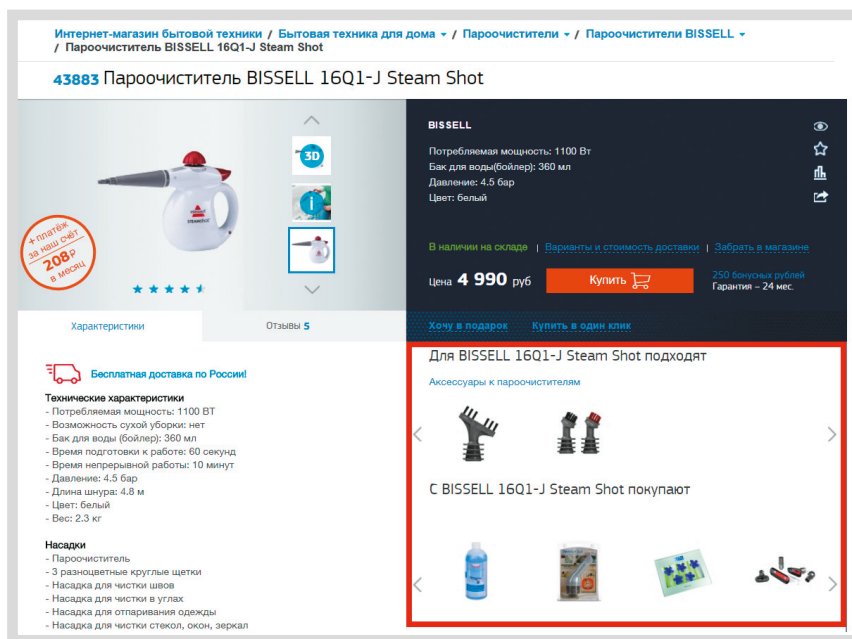 Интернет-магазин бытовой техники / Бытовая техника для дома / Пароочистители / Пароочистители BISSELL
/ Пароочиститель BISSELL 16Q1-J Steam Shot
43883 Пароочиститель BISSELL 16Q1-J Steam Shot
3D
i
+ платёж
за наш счёт
208₽
в месяц
BISSELL
Потребляемая мощность: 1100 Вт
Бак для воды(бойлер): 360 мл
Давление: 4.5 бар
Цвет: белый
В наличии на складе | Варианты и стоимость доставки | Забрать в магазине
Цена 4 990 руб
Купить
250 бонусных рублей
Гарантия – 24 мес.
Характеристики
Отзывы 5
Хочу в подарок
Купить в один клик
Бесплатная доставка по России!
Технические характеристики
- Потребляемая мощность: 1100 ВТ
- Возможность сухой уборки: нет
- Бак для воды (бойлер): 360 мл
- Время подготовки к работе: 60 секунд
- Время непрерывной работы: 10 минут
- Давление: 4.5 бар
- Длина шнура: 4.8 м
- Цвет: белый
- Вес: 2.3 кг
Насадки
- Пароочиститель
- 3 разноцветные круглые щетки
- Насадка для чистки швов
- Насадка для чистки в углах
- Насадка для отпаривания одежды
- Насадка для чистки стекол, окон, зеркал
Для BISSELL 16Q1-J Steam Shot подходят
Аксессуары к пароочистителям
С BISSELL 16Q1-J Steam Shot покупают